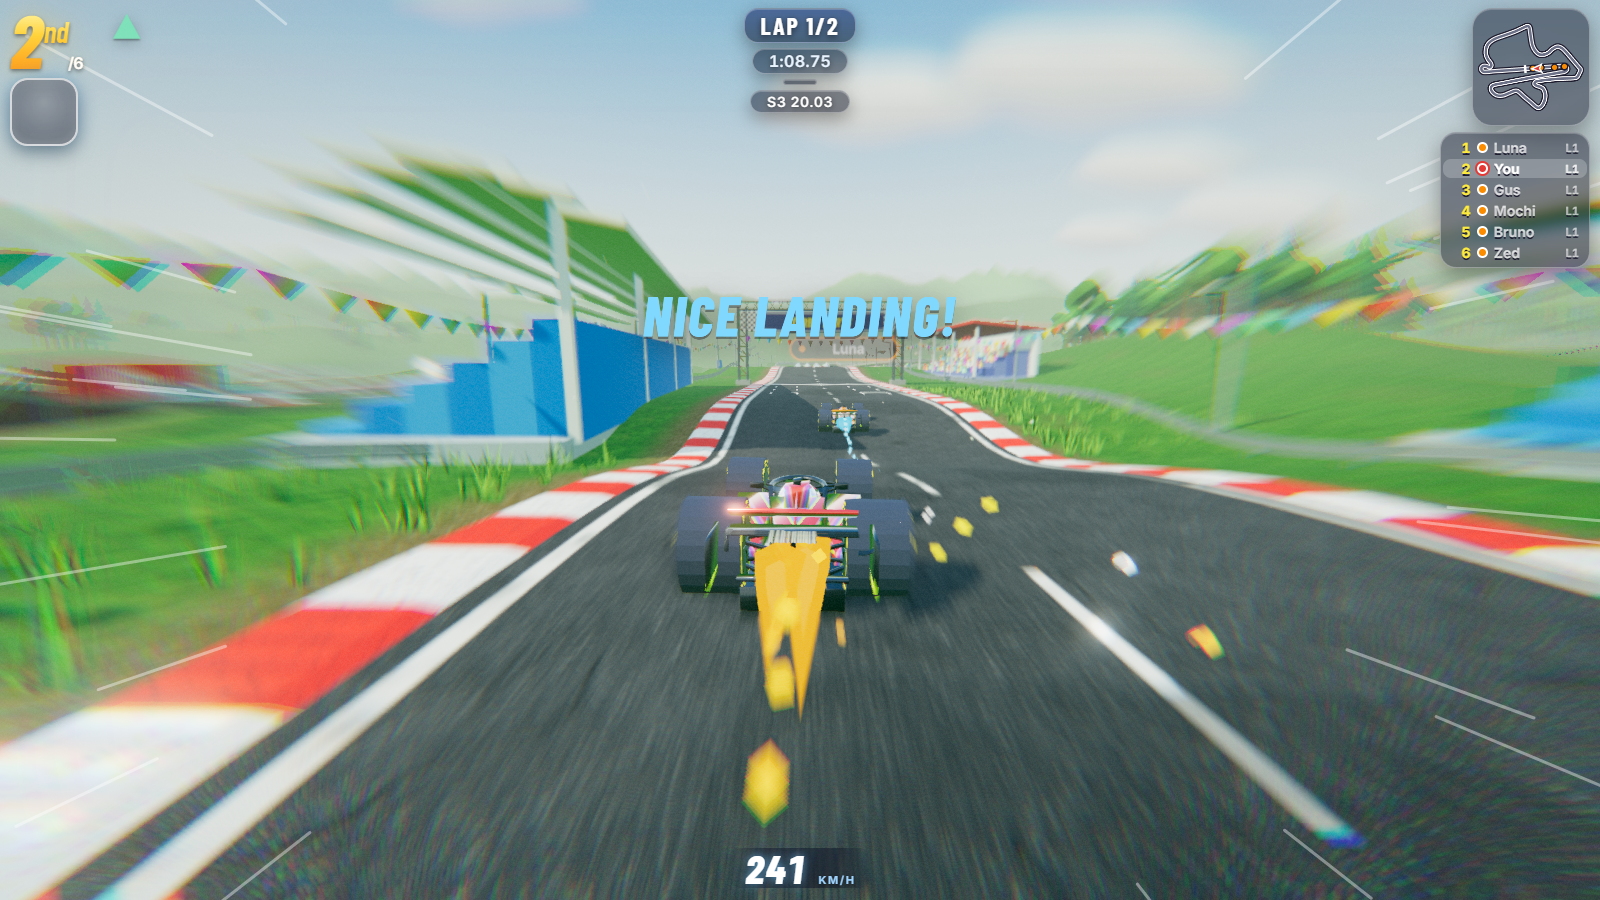 2nd
/6
LAP 1/2
1:08.75
S3 20.03
1 Luna L1
2 You L1
3 Gus L1
4 Mochi L1
5 Bruno L1
6 Zed L1
NICE LANDING!
Luna
241 KM/H